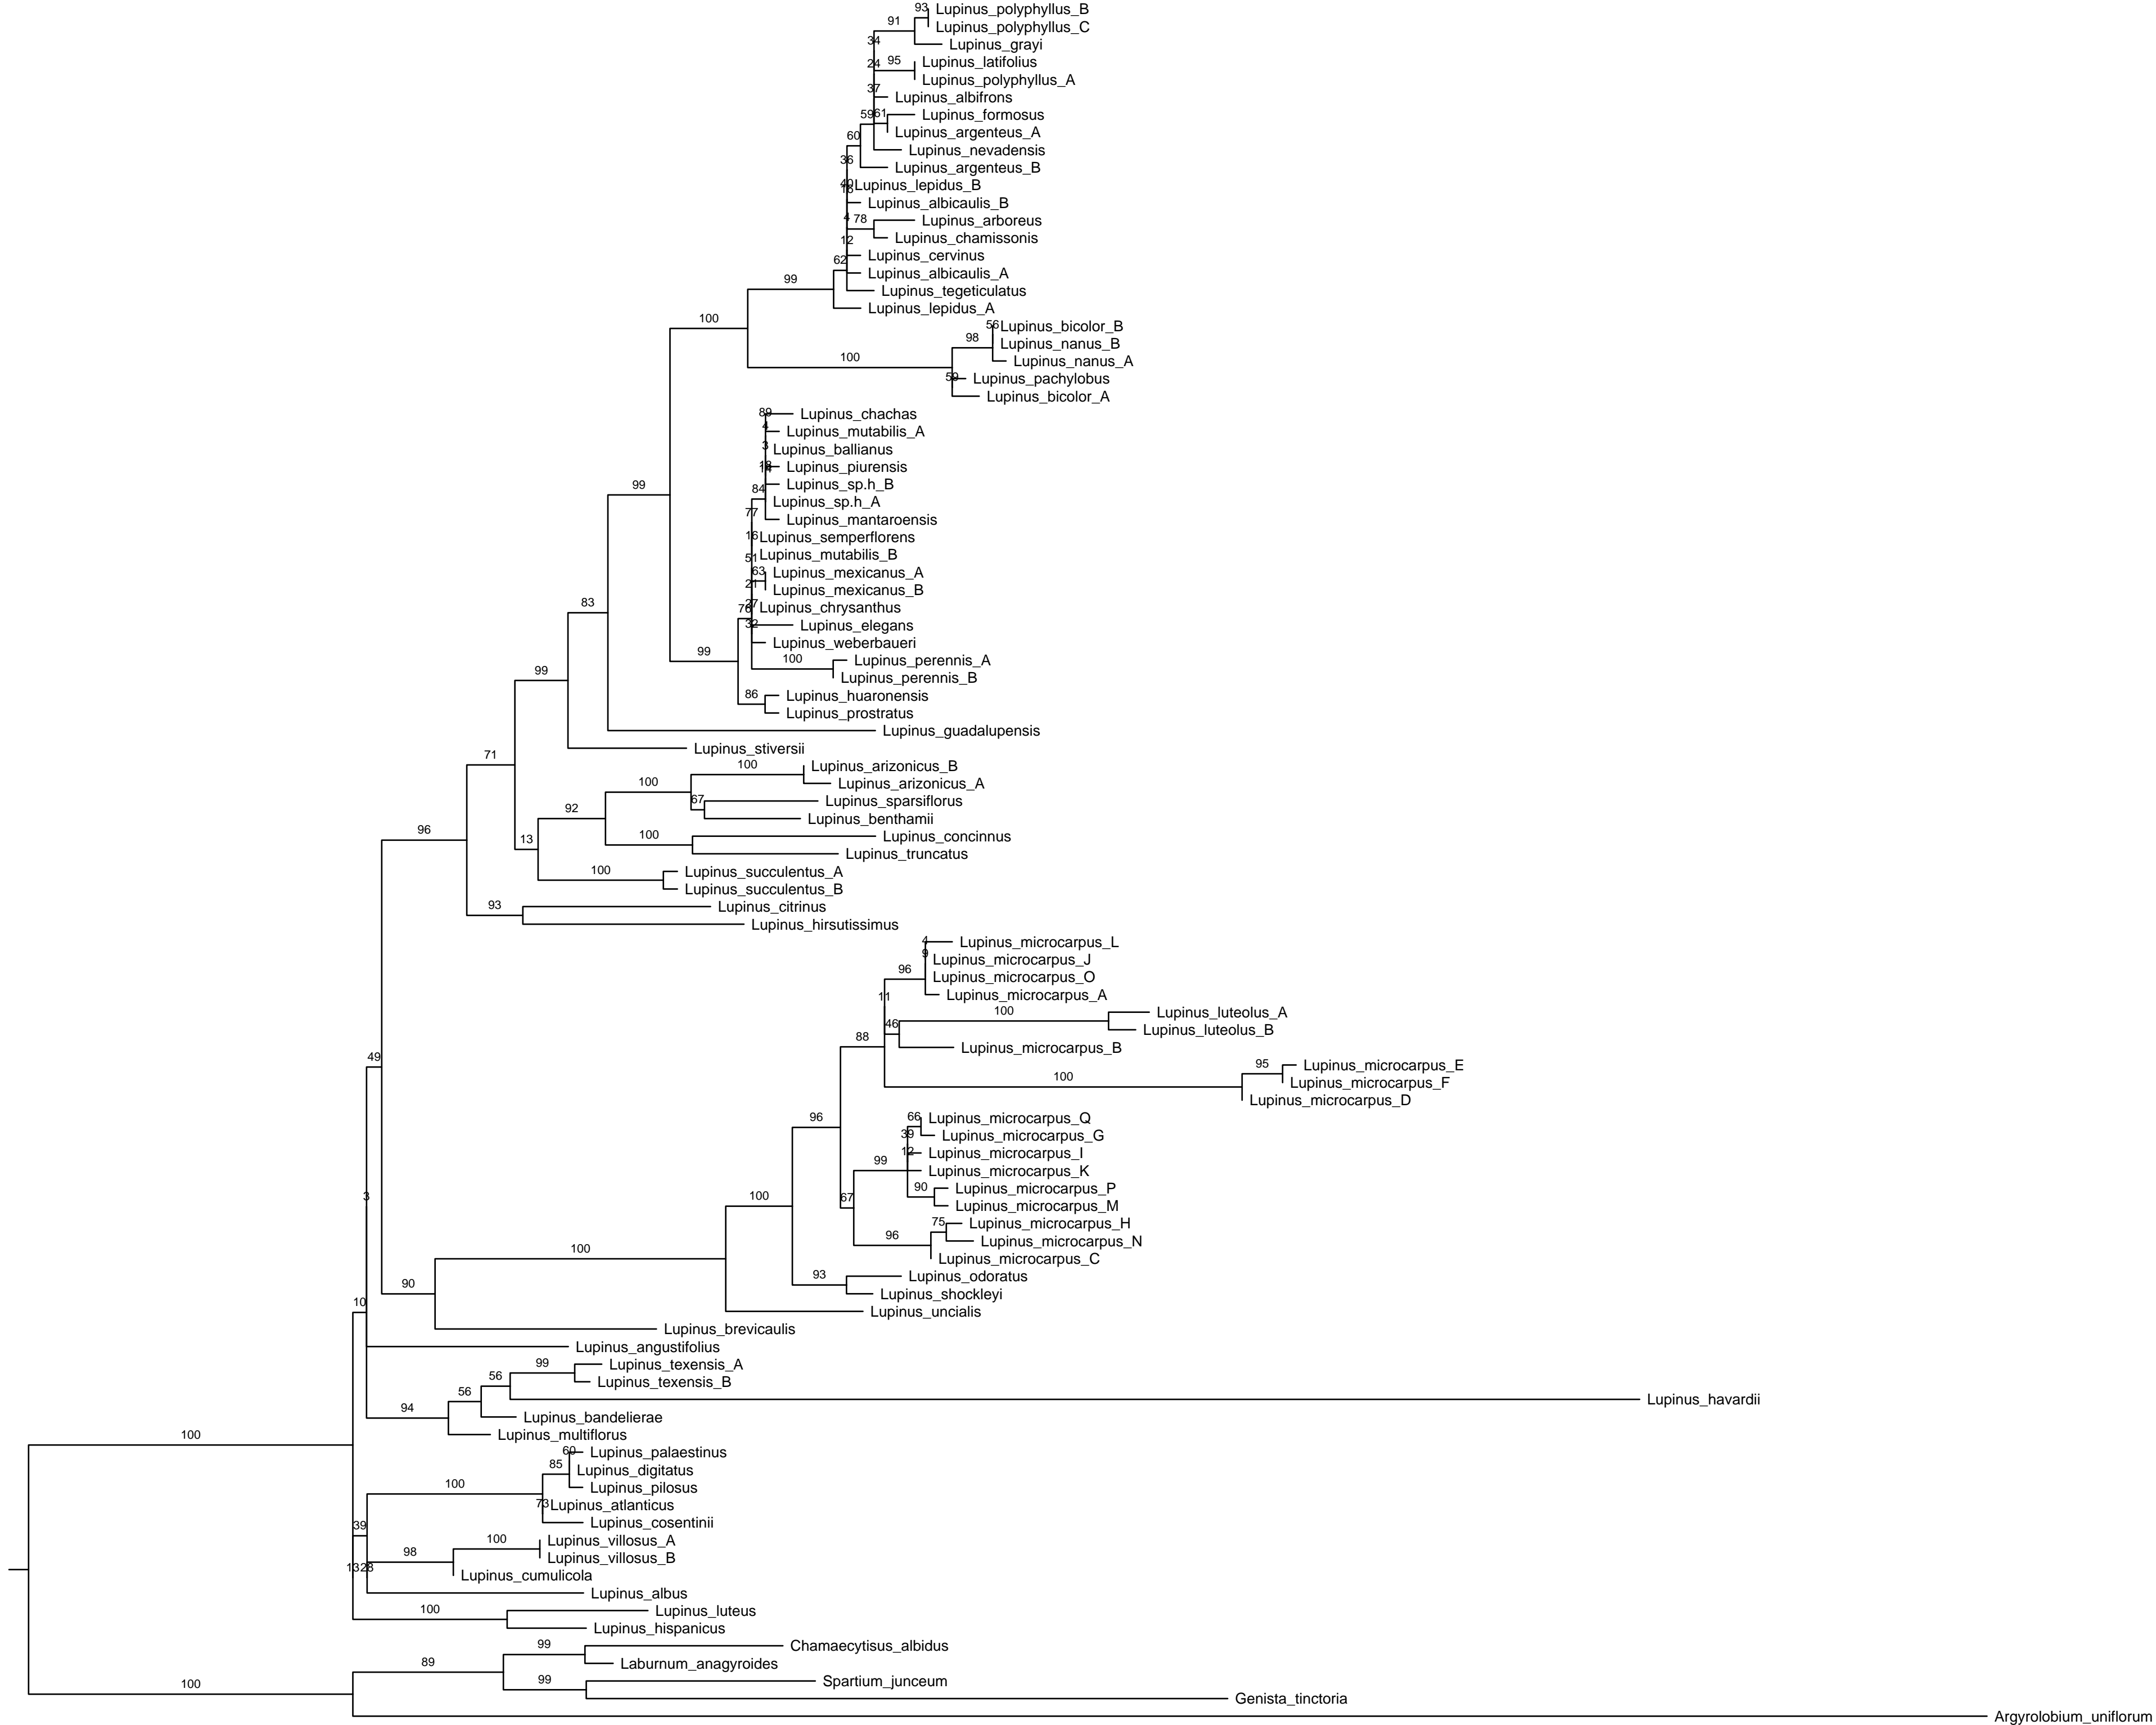 93 Lupinus_polyphyllus_B
91 Lupinus_polyphyllus_C
34 Lupinus_grayi
24 95 Lupinus_latifolius
Lupinus_polyphyllus_A
37 Lupinus_albifrons
59 61 Lupinus_formosus
60 Lupinus_argenteus_A
Lupinus_nevadensis
36 Lupinus_argenteus_B
Lupinus_lepidus_B
Lupinus_albicaulis_B
4 78 Lupinus_arboreus
12 Lupinus_chamissonis
62 Lupinus_cervinus
99 Lupinus_albicaulis_A
Lupinus_tegeticulatus
Lupinus_lepidus_A
100 56 Lupinus_bicolor_B
98 Lupinus_nanus_B
100 Lupinus_nanus_A
59 Lupinus_pachylobus
Lupinus_bicolor_A
89 Lupinus_chachas
4 Lupinus_mutabilis_A
3 Lupinus_ballianus
Lupinus_piurensis
99 84 Lupinus_sp.h_B
Lupinus_sp.h_A
77 Lupinus_mantaroensis
16 Lupinus_semperflorens
51 Lupinus_mutabilis_B
63 Lupinus_mexicanus_A
21 Lupinus_mexicanus_B
83 76 37 Lupinus_chrysanthus
32 Lupinus_elegans
Lupinus_weberbaueri
99 100 Lupinus_perennis_A
99 Lupinus_perennis_B
86 Lupinus_huaronensis
Lupinus_prostratus
Lupinus_guadalupensis
71 Lupinus_stiversii
100 Lupinus_arizonicus_B
100 Lupinus_arizonicus_A
92 67 Lupinus_sparsiflorus
Lupinus_benthamii
96 13 100 Lupinus_concinnus
Lupinus_truncatus
100 Lupinus_succulentus_A
Lupinus_succulentus_B
93 Lupinus_citrinus
Lupinus_hirsutissimus
4 Lupinus_microcarpus_L
9 Lupinus_microcarpus_J
96 Lupinus_microcarpus_O
11 Lupinus_microcarpus_A
100 Lupinus_luteolus_A
46 Lupinus_luteolus_B
88 Lupinus_microcarpus_B
49 95 Lupinus_microcarpus_E
100 Lupinus_microcarpus_F
Lupinus_microcarpus_D
96 66 Lupinus_microcarpus_Q
39 Lupinus_microcarpus_G
12 Lupinus_microcarpus_I
99 Lupinus_microcarpus_K
90 Lupinus_microcarpus_P
3 100 67 Lupinus_microcarpus_M
75 Lupinus_microcarpus_H
96 Lupinus_microcarpus_N
100 Lupinus_microcarpus_C
93 Lupinus_odoratus
90 Lupinus_shockleyi
10 Lupinus_uncialis
Lupinus_brevicaulis
Lupinus_angustifolius
99 Lupinus_texensis_A
56 Lupinus_texensis_B
56 Lupinus_havardii
94 Lupinus_bandelierae
100 Lupinus_multiflorus
60 Lupinus_palaestinus
85 Lupinus_digitatus
100 Lupinus_pilosus
73 Lupinus_atlanticus
39 Lupinus_cosentinii
100 Lupinus_villosus_A
98 Lupinus_villosus_B
13 28 Lupinus_cumulicola
Lupinus_albus
100 Lupinus_luteus
Lupinus_hispanicus
99 Chamaecytisus_albidus
89 Laburnum_anagyroides
100 99 Spartium_junceum
Genista_tinctoria
Argyrolobium_uniflorum